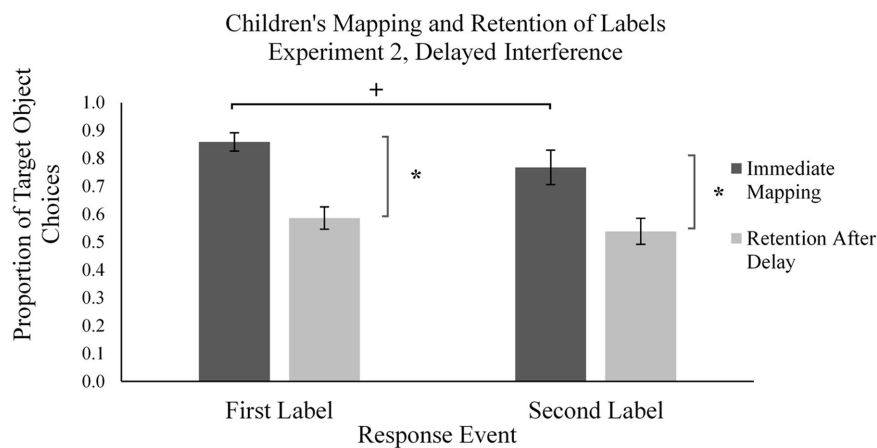 Children's Mapping and Retention of Labels
Experiment 2, Delayed Interference
Proportion of Target Object
Choices
1.0
0.9
0.8
0.7
0.6
0.5
0.4
0.3
0.2
0.1
0.0
+
*
*
Immediate
Mapping
Retention After
Delay
First Label
Second Label
Response Event